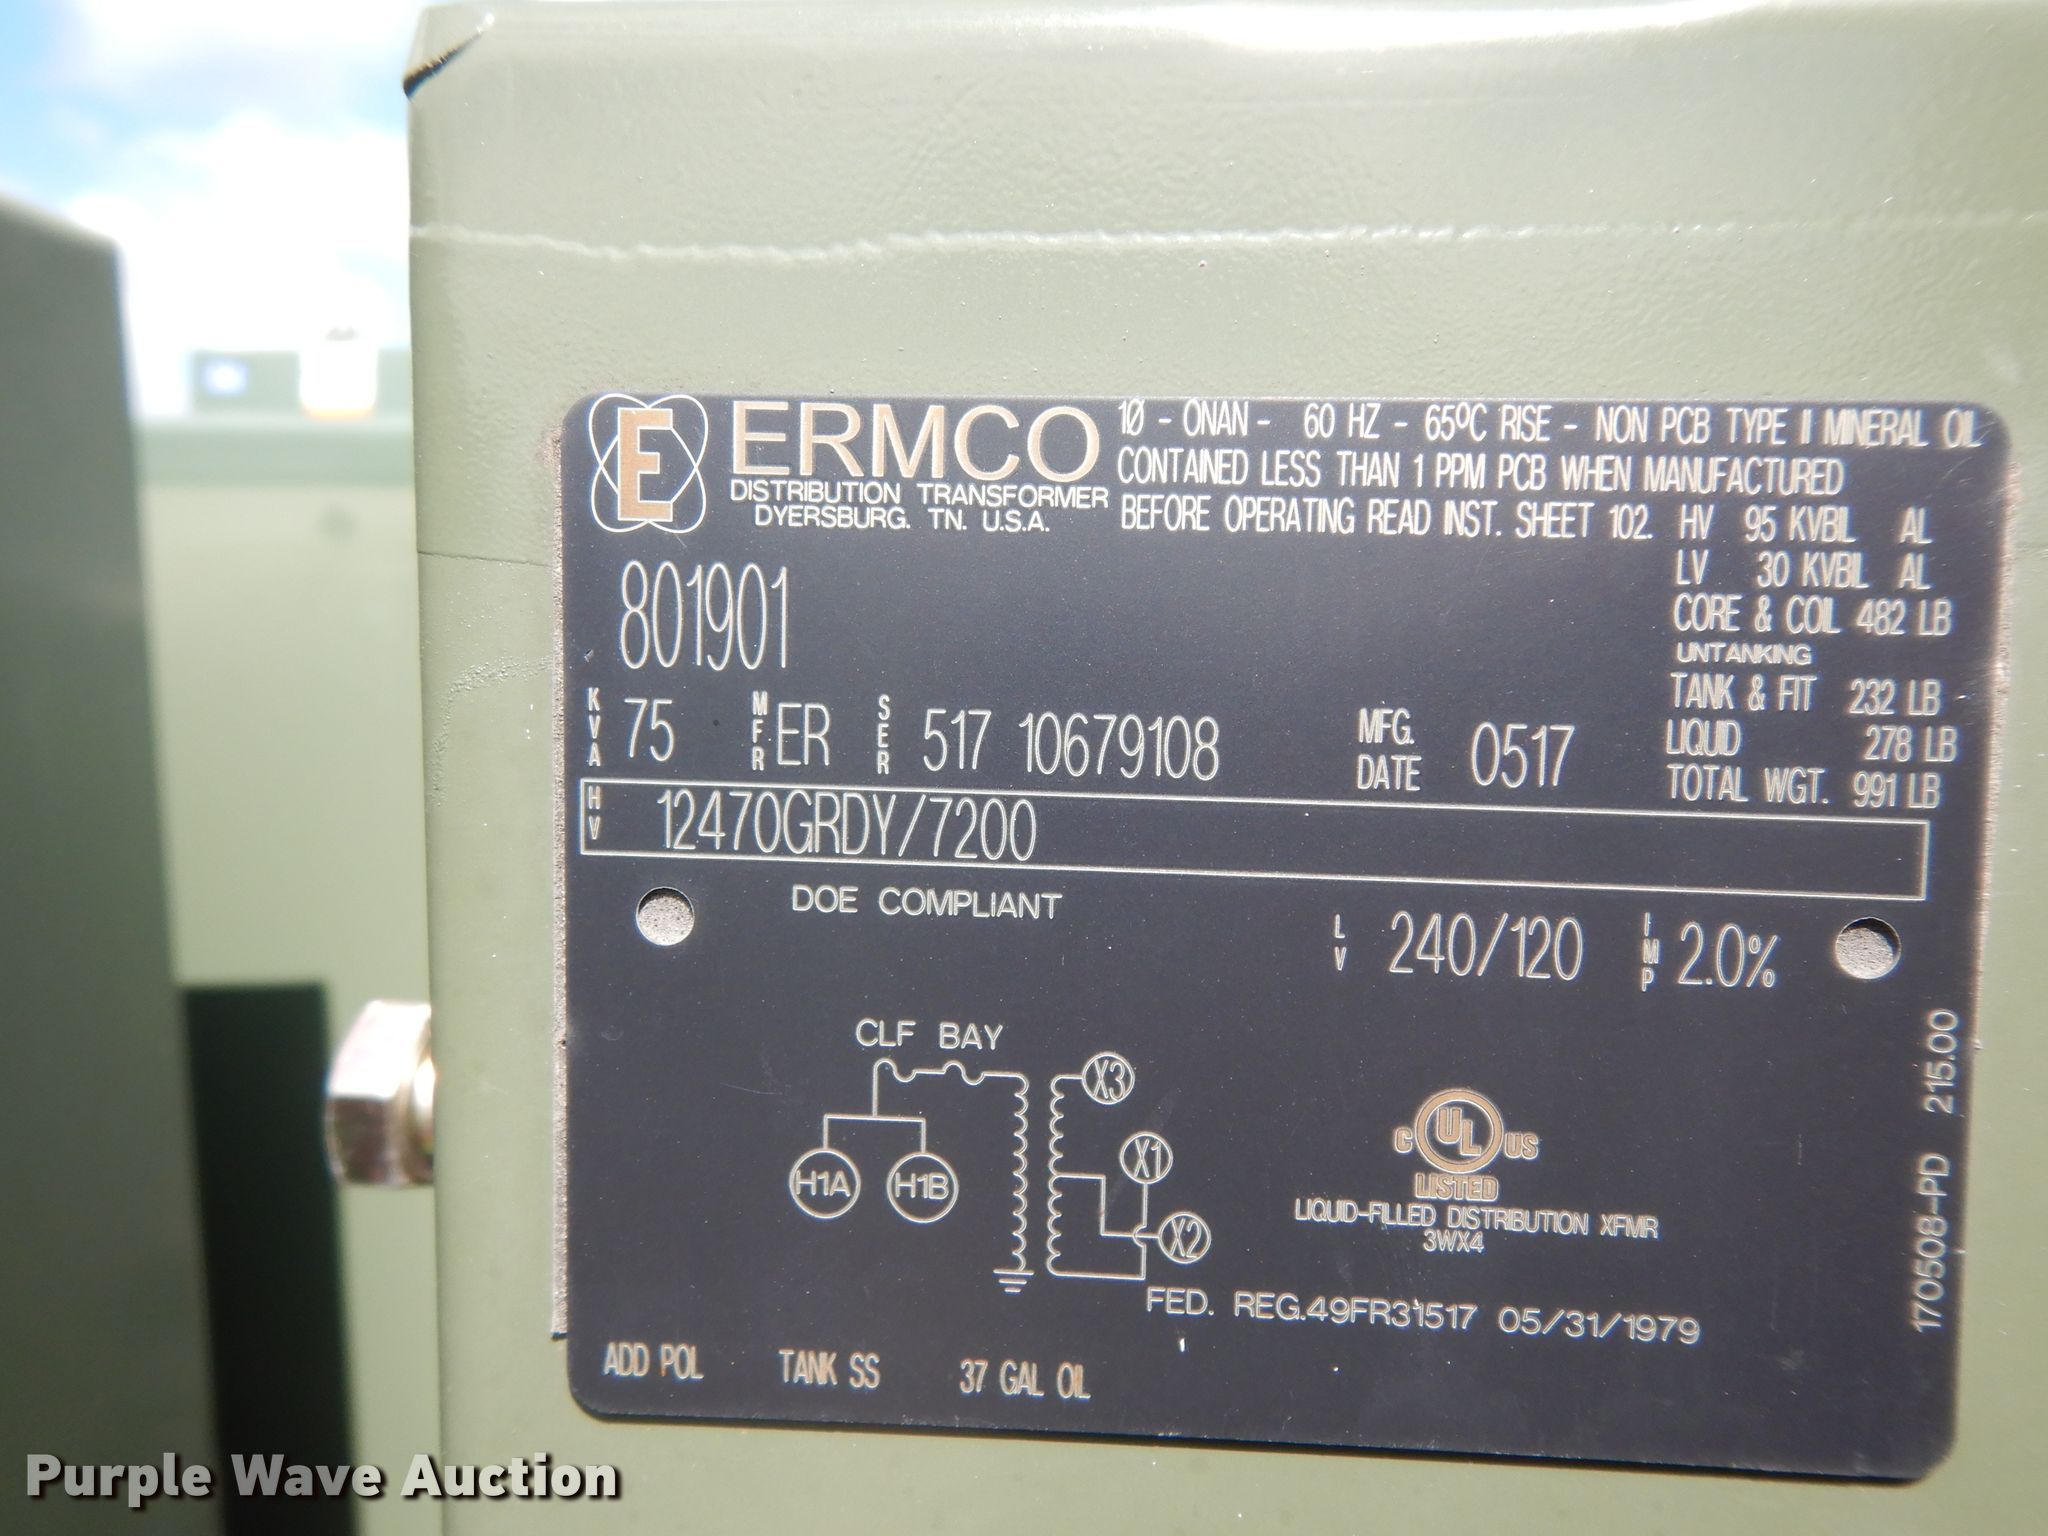 E ERMCO
DISTRIBUTION TRANSFORMER
DYERSBURG. TN. U.S.A.
1Ø - ONAN - 60 HZ - 65ºC RISE - NON PCB TYPE II MINERAL OIL
CONTAINED LESS THAN 1 PPM PCB WHEN MANUFACTURED
BEFORE OPERATING READ INST. SHEET 102.
HV 95 KVBIL AL
LV 30 KVBIL AL
CORE & COIL 482 LB
UNTANKING
TANK & FIT 232 LB
LIQUID 278 LB
TOTAL WGT. 991 LB
801901
KVA 75 MFR ER SER 517 10679108 MFG. DATE 0517
HV 12470GRDY/7200
DOE COMPLIANT
LV 240/120 IMP 2.0%
CLF BAY
X3
X1
H1A H1B
X2
C UL US
LISTED
LIQUID-FILLED DISTRIBUTION XFMR
3WX4
FED. REG.49FR31517 05/31/1979
ADD POL TANK SS 37 GAL OIL
170508-PD 215.00
Purple Wave Auction